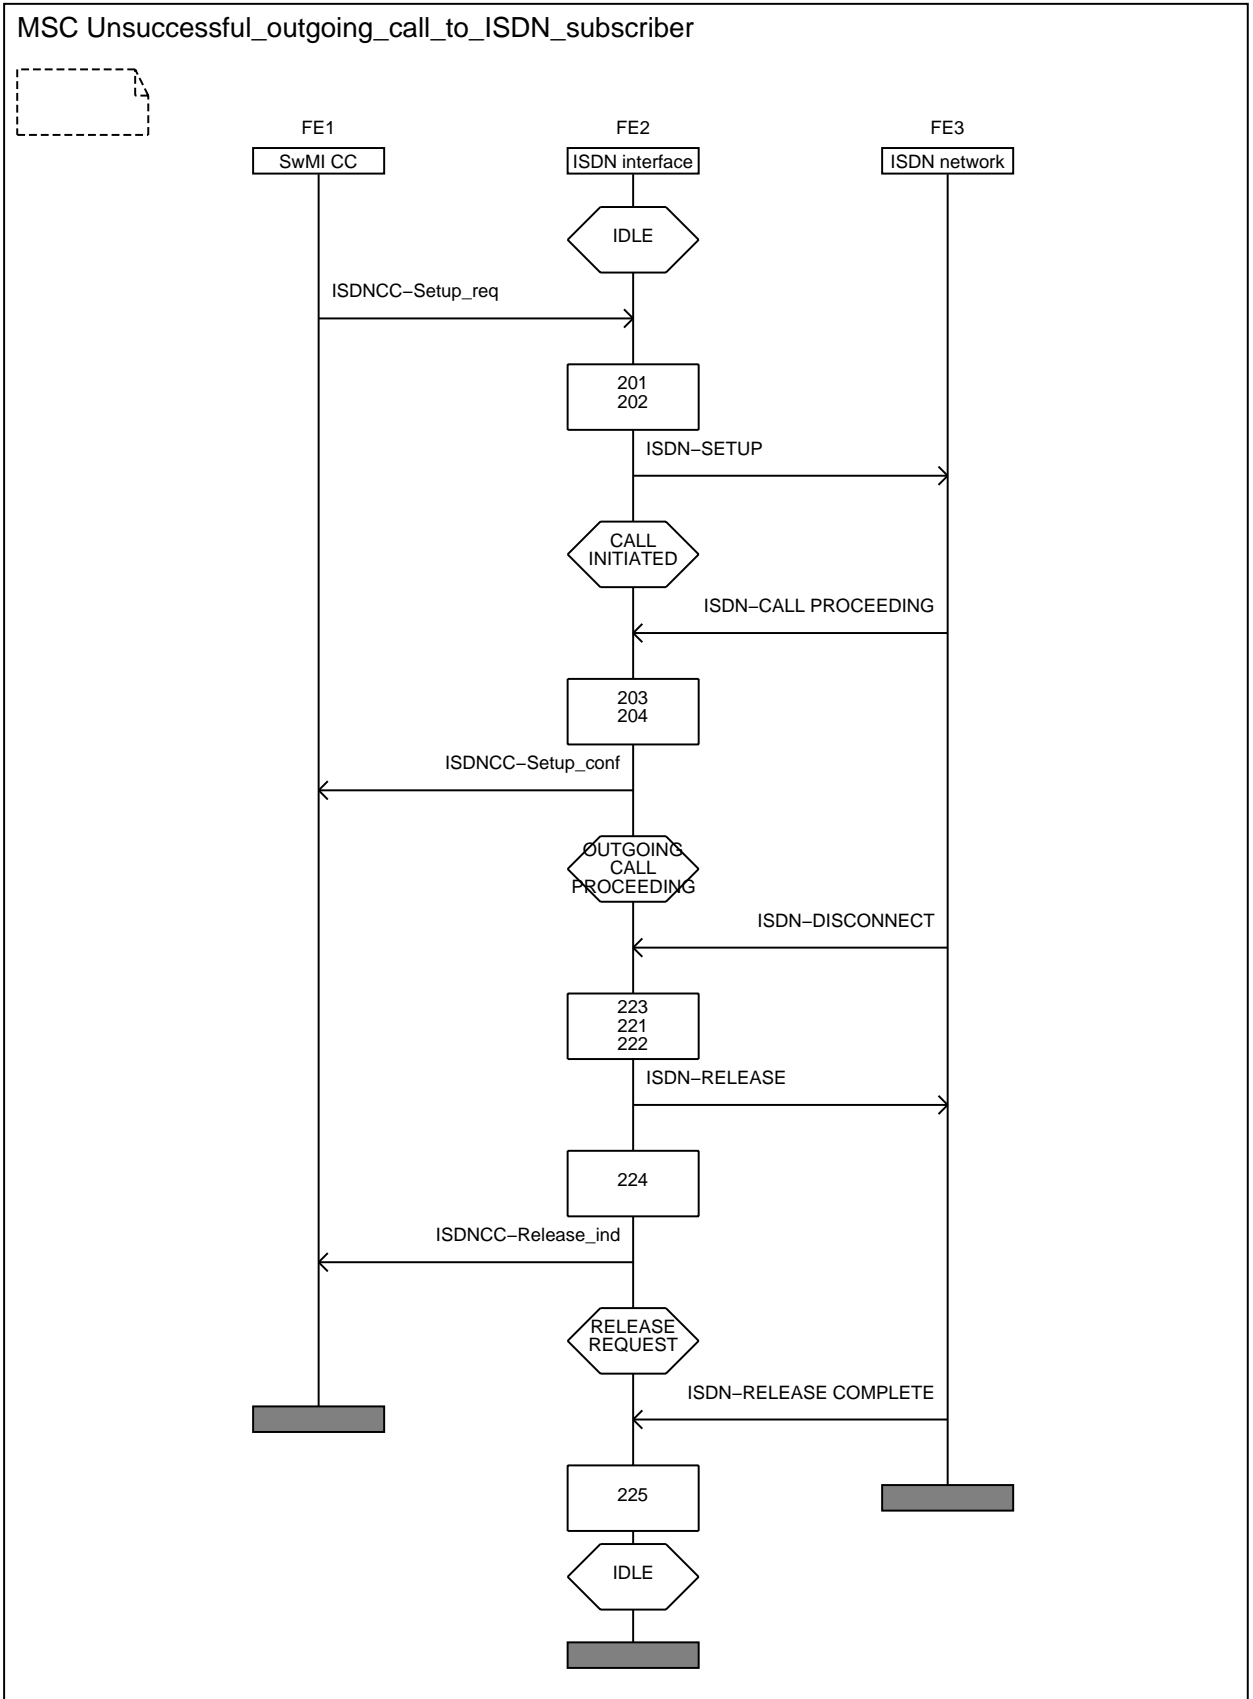 MSC Unsuccessful_outgoing_call_to_ISDN_subscriber
FE1
FE2
FE3
SwMI CC
ISDN interface
ISDN network
IDLE
ISDNCC−Setup_req
201
202
ISDN−SETUP
CALL
INITIATED
ISDN−CALL PROCEEDING
203
204
ISDNCC−Setup_conf
OUTGOING
CALL
PROCEEDING
ISDN−DISCONNECT
223
221
222
ISDN−RELEASE
224
ISDNCC−Release_ind
RELEASE
REQUEST
ISDN−RELEASE COMPLETE
225
IDLE